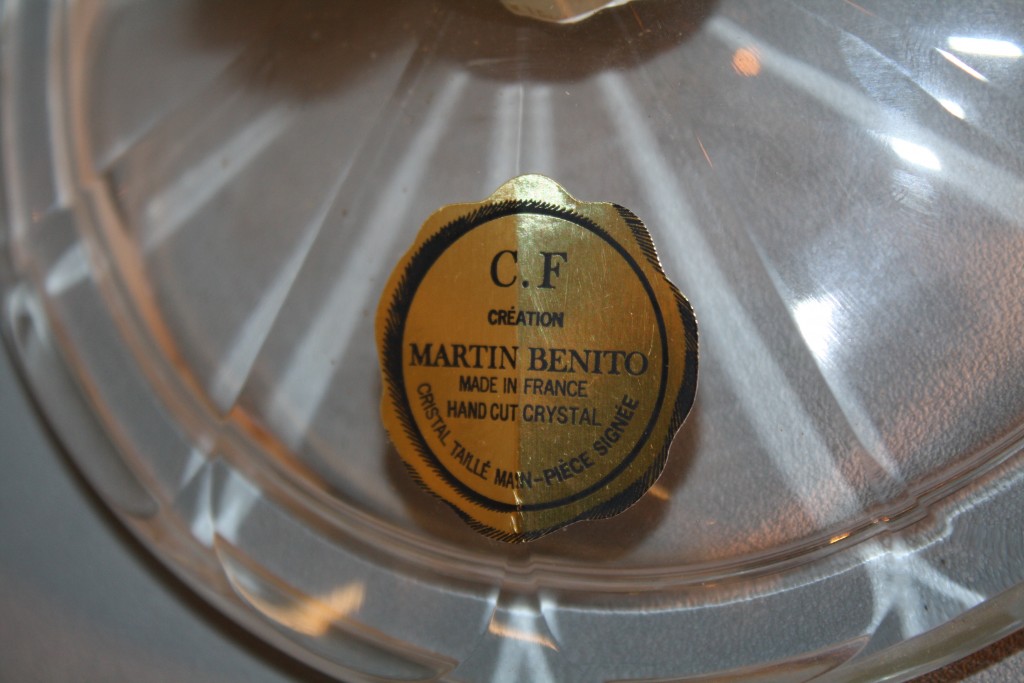 C.F
CRÉATION
MARTIN BENITO
MADE IN FRANCE
HAND CUT CRYSTAL
CRISTAL TAILLÉ MAIN-PIÈCE SIGNÉE